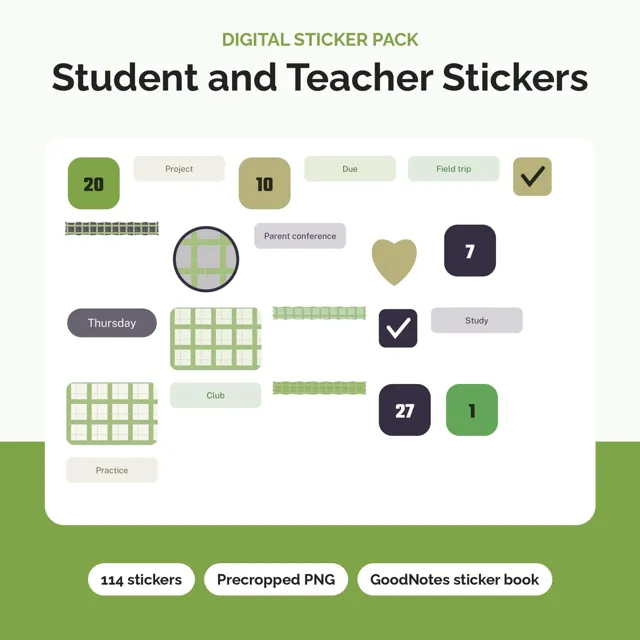 DIGITAL STICKER PACK
Student and Teacher Stickers
20
Project
10
Due
Field trip
Parent conference
7
Thursday
Study
Club
27
1
Practice
114 stickers
Precropped PNG
GoodNotes sticker book